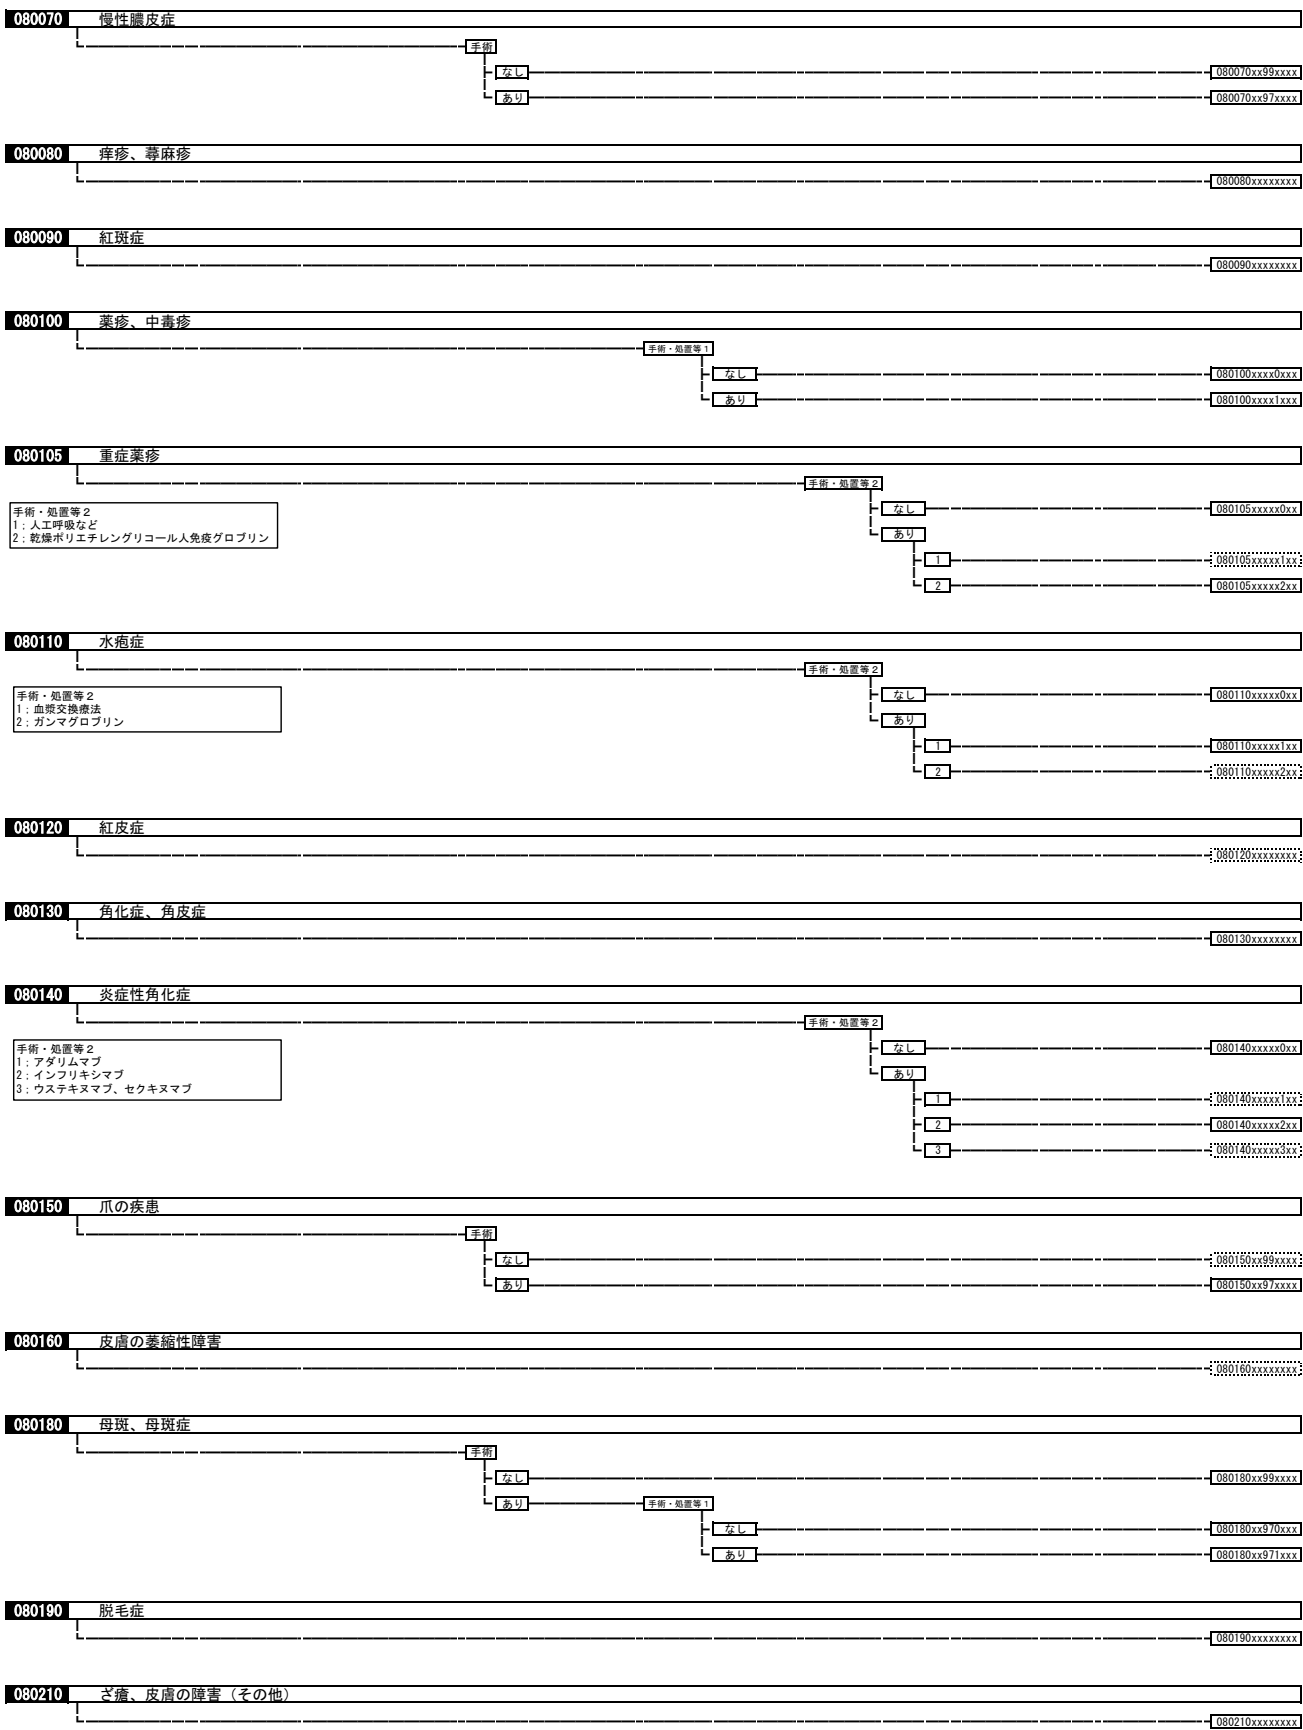 080070 慢性膿皮症
手術
なし 080070xx99xxxx
あり 080070xx97xxxx
080080 痒疹、蕁麻疹
080080xxxxxxxx
080090 紅斑症
080090xxxxxxxx
080100 薬疹、中毒疹
手術・処置等1
なし 080100xxxx0xxx
あり 080100xxxx1xxx
080105 重症薬疹
手術・処置等2
手術・処置等2
1;人工呼吸など
2;乾燥ポリエチレングリコール人免疫グロブリン
なし 080105xxxxx0xx
あり
1 080105xxxxx1xx
2 080105xxxxx2xx
080110 水疱症
手術・処置等2
手術・処置等2
1;血漿交換療法
2;ガンマグロブリン
なし 080110xxxxx0xx
あり
1 080110xxxxx1xx
2 080110xxxxx2xx
080120 紅皮症
080120xxxxxxxx
080130 角化症、角皮症
080130xxxxxxxx
080140 炎症性角化症
手術・処置等2
手術・処置等2
1;アダリムマブ
2;インフリキシマブ
3;ウステキヌマブ、セクキヌマブ
なし 080140xxxxx0xx
あり
1 080140xxxxx1xx
2 080140xxxxx2xx
3 080140xxxxx3xx
080150 爪の疾患
手術
なし 080150xx99xxxx
あり 080150xx97xxxx
080160 皮膚の萎縮性障害
080160xxxxxxxx
080180 母斑、母斑症
手術
なし 080180xx99xxxx
あり 手術・処置等1
なし 080180xx970xxx
あり 080180xx971xxx
080190 脱毛症
080190xxxxxxxx
080210 ざ瘡、皮膚の障害(その他)
080210xxxxxxxx